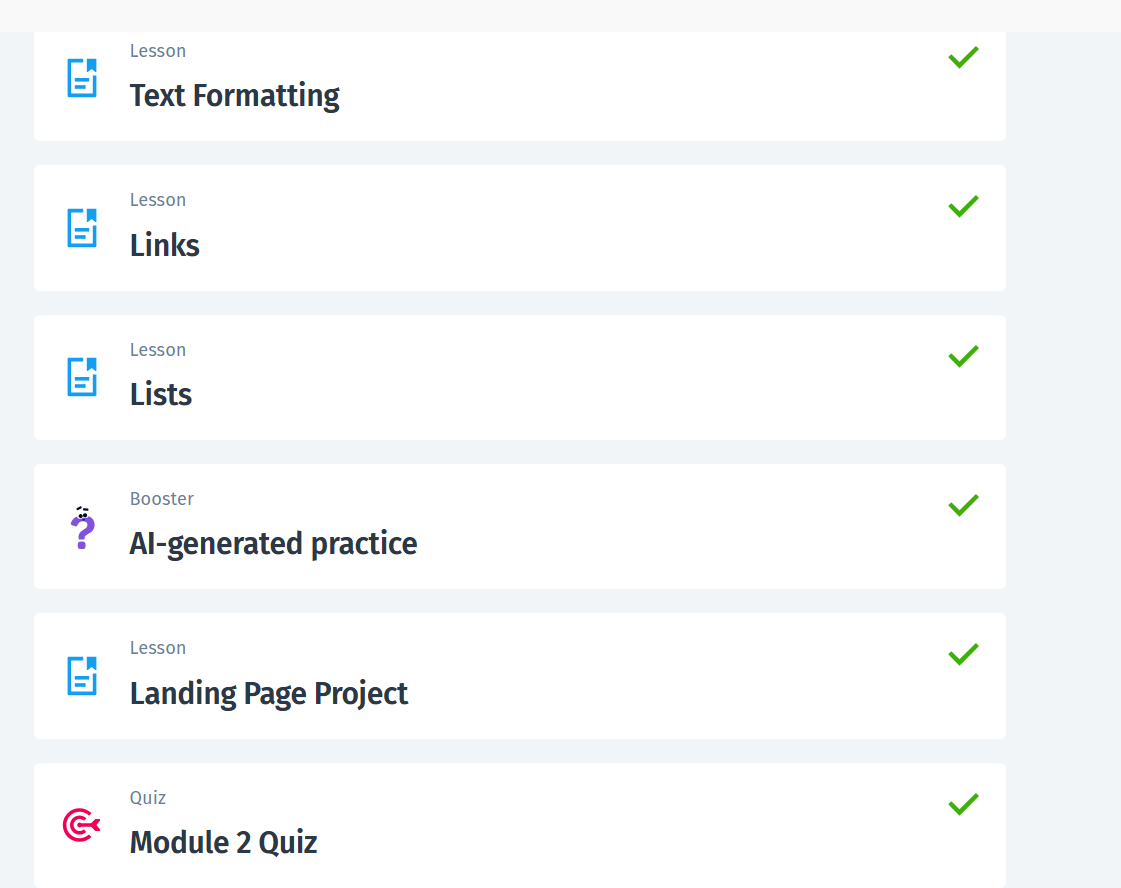 Lesson
Text Formatting
Lesson
Links
Lesson
Lists
Booster
AI-generated practice
Lesson
Landing Page Project
Quiz
Module 2 Quiz